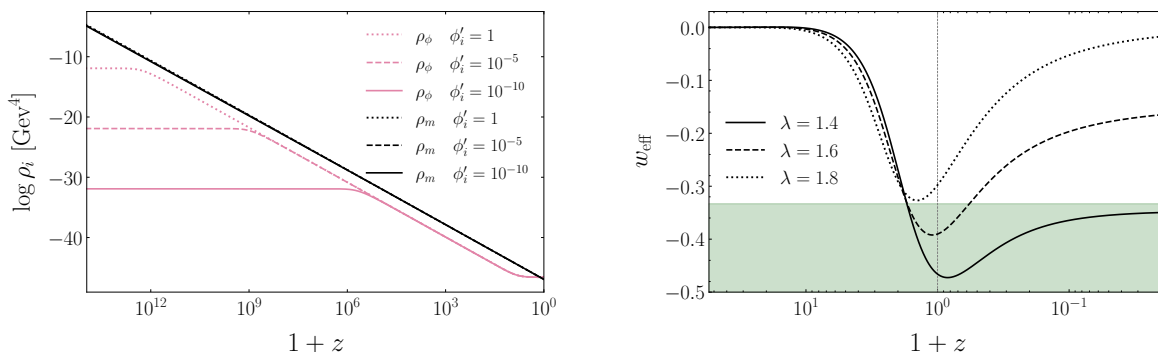 log ρ_i [Gev^4]
−10
−20
−30
−40
10^12
10^9
10^6
10^3
10^0
1 + z
ρ_ϕ ϕ′_i = 1
ρ_ϕ ϕ′_i = 10^−5
ρ_ϕ ϕ′_i = 10^−10
ρ_m ϕ′_i = 1
ρ_m ϕ′_i = 10^−5
ρ_m ϕ′_i = 10^−10
w_eff
0.0
−0.1
−0.2
−0.3
−0.4
−0.5
10^1
10^0
10^−1
1 + z
λ = 1.4
λ = 1.6
λ = 1.8